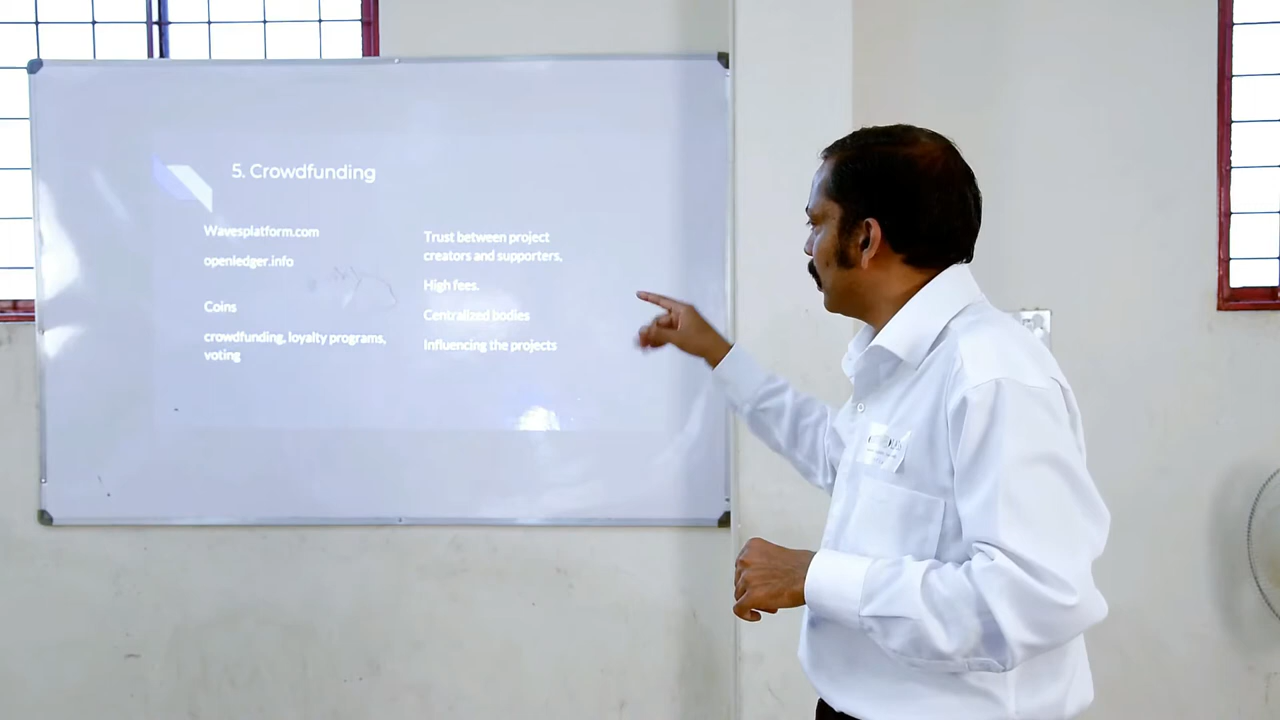 5. Crowdfunding
Wavesplatform.com
openledger.info
Coins
crowdfunding, loyalty programs,
voting
Trust between project
creators and supporters,
High fees.
Centralized bodies
Influencing the projects